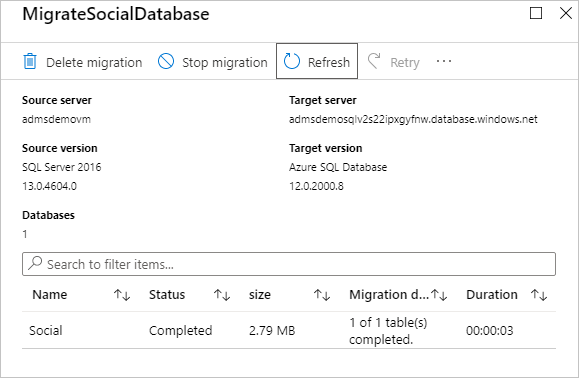 MigrateSocialDatabase
Delete migration Stop migration Refresh Retry ...
Source server Target server
admsdemovm admsdemosqlv2s22ipxgyfnw.database.windows.net
Source version Target version
SQL Server 2016 Azure SQL Database
13.0.4604.0 12.0.2000.8
Databases
1
Search to filter items...
Name Status size Migration d... Duration
Social Completed 2.79 MB 1 of 1 table(s) 00:00:03
completed.